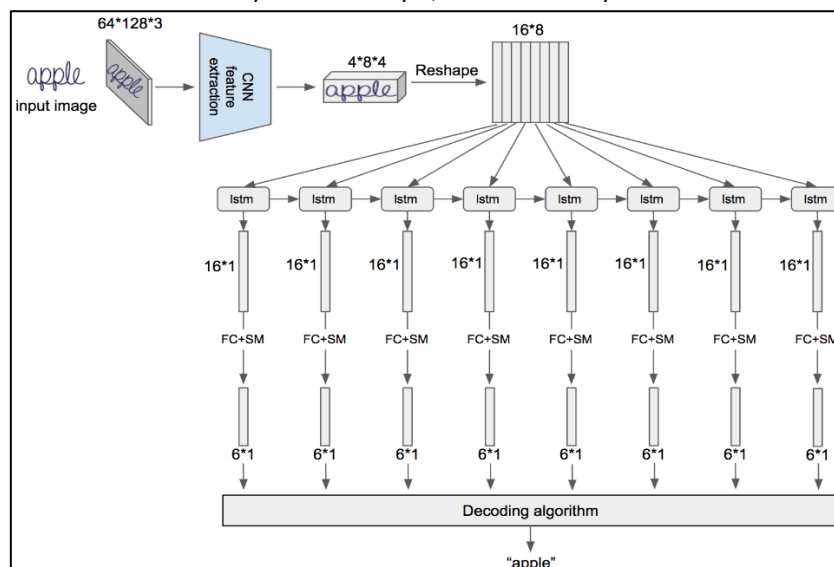 64*128*3
16*8
4*8*4
CNN
feature
extraction
Reshape
apple
apple
apple
input image
lstm lstm lstm lstm lstm lstm lstm lstm
16*1 16*1 16*1 16*1 16*1 16*1 16*1 16*1
FC+SM FC+SM FC+SM FC+SM FC+SM FC+SM FC+SM FC+SM
6*1 6*1 6*1 6*1 6*1 6*1 6*1 6*1
Decoding algorithm
“apple”